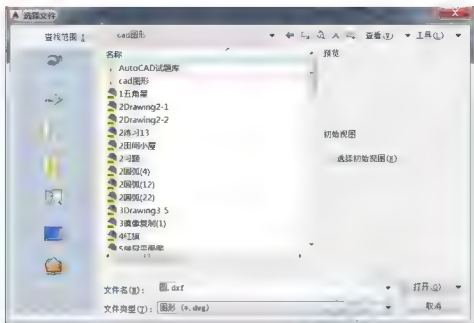 选择文件
查找范围
cad图形
查看(V)
工具(L)
名称
预览
AutoCAD试题库
cad图形
1五角星
2Drawing2-1
2Drawing2-2
2练习13
初始视图
2田间小屋
2习题
选择初始视图(E)
2圆弧(4)
2圆弧(12)
2圆弧(22)
3Drawing3 5
3镜像复制(1)
4红旗
文件名(N):
.dxf
打开(O)
文件类型(T):
图形 (*.dwg)
取消